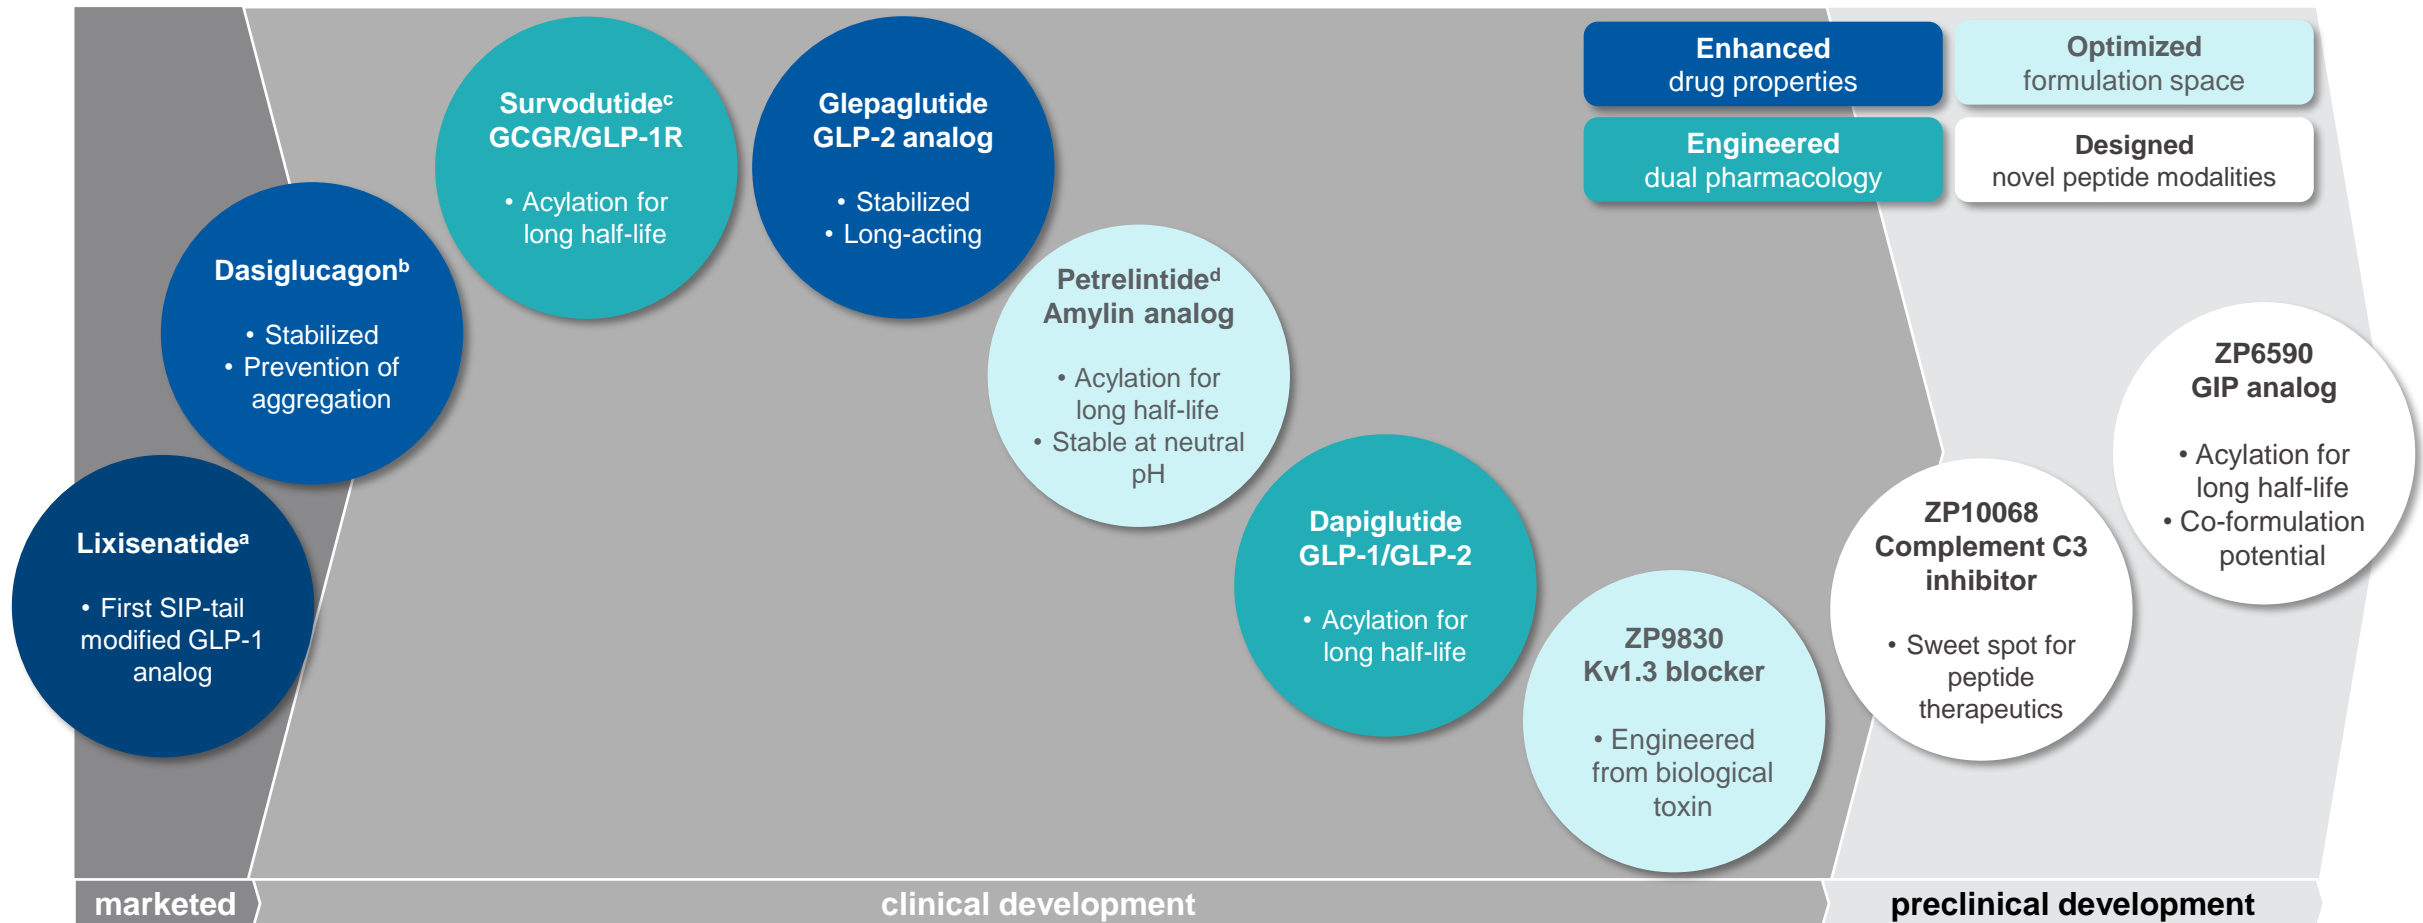 Enhanced
drug properties
Optimized
formulation space
Engineered
dual pharmacology
Designed
novel peptide modalities
Lixisenatideᵃ
• First SIP-tail
modified GLP-1
analog
Dasiglucagonᵇ
• Stabilized
• Prevention of
aggregation
Survodutideᶜ
GCGR/GLP-1R
• Acylation for
long half-life
Glepaglutide
GLP-2 analog
• Stabilized
• Long-acting
Petrelintideᵈ
Amylin analog
• Acylation for
long half-life
• Stable at neutral
pH
Dapiglutide
GLP-1/GLP-2
• Acylation for
long half-life
ZP9830
Kv1.3 blocker
• Engineered
from biological
toxin
ZP10068
Complement C3
inhibitor
• Sweet spot for
peptide
therapeutics
ZP6590
GIP analog
• Acylation for
long half-life
• Co-formulation
potential
marketed
clinical development
preclinical development